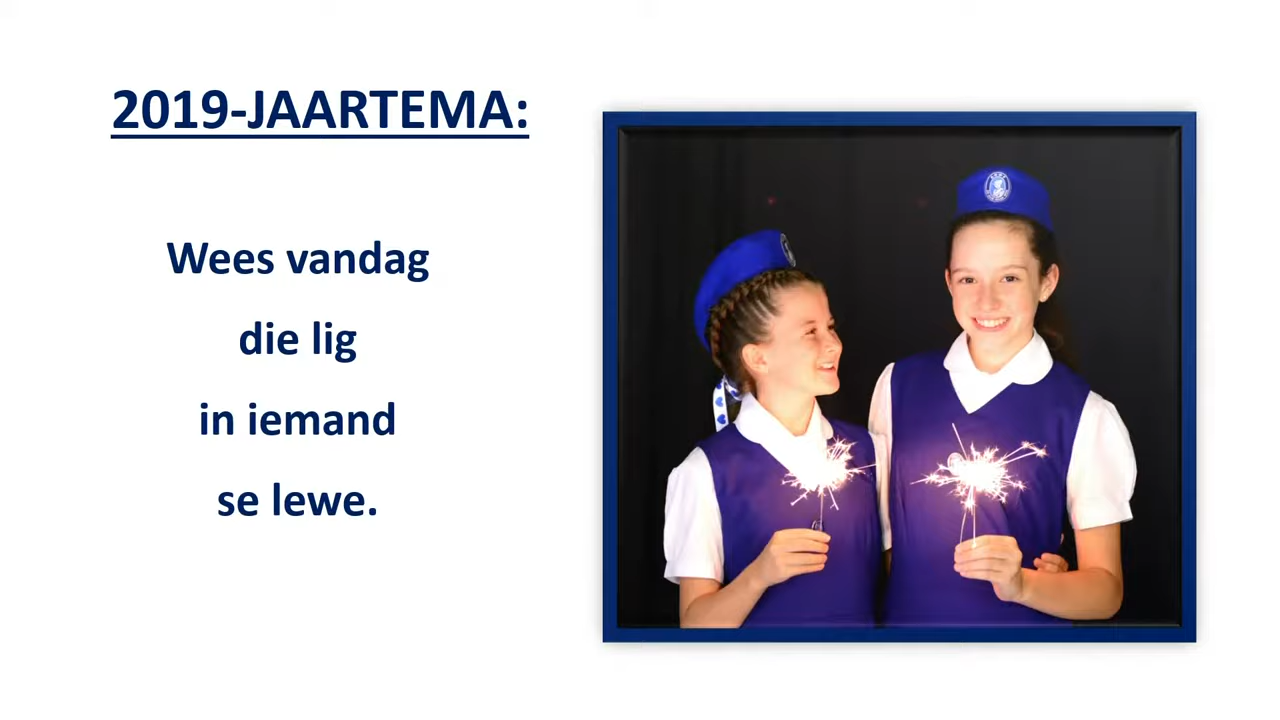 2019-JAARTEMA:
Wees vandag
die lig
in iemand
se lewe.